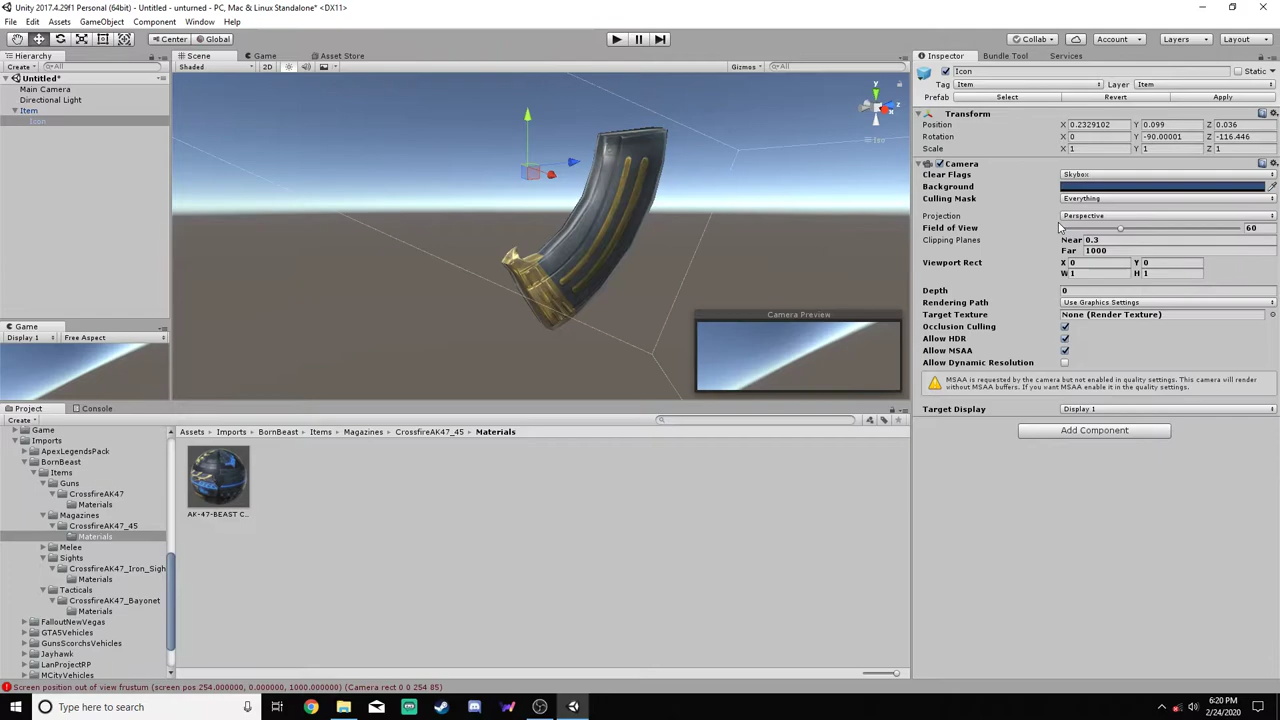 Unity 2017.4.29f1 Personal (64bit) - Untitled - unturned - PC, Mac & Linux Standalone* <DX11>
File Edit Assets GameObject Component Window Help
Center Global Collab Account Layers Layout
Hierarchy Scene Game Asset Store Inspector Bundle Tool Services
Create All Shaded 2D Gizmos All
Icon Static
Untitled*
Main Camera
Directional Light
Item
Icon
Tag Item Layer Item
Prefab Select Revert Apply
Transform
Position X 0.2329102 Y 0.099 Z 0.036
Rotation X 0 Y -90.00001 Z -116.446
Scale X 1 Y 1 Z 1
Camera
Clear Flags Skybox
Background
Culling Mask Everything
Projection Perspective
Field of View 60
Clipping Planes Near 0.3
Far 1000
Viewport Rect X 0 Y 0
W 1 H 1
Depth 0
Rendering Path Use Graphics Settings
Target Texture None (Render Texture)
Occlusion Culling
Allow HDR
Allow MSAA
Allow Dynamic Resolution
MSAA is requested by the camera but not enabled in quality settings. This camera will render
without MSAA buffers. If you want MSAA enable it in the quality settings.
Target Display Display 1
Add Component
y
z
Iso
Camera Preview
Game
Display 1 Free Aspect
Project Console
Create
Assets Imports BornBeast Items Magazines CrossfireAK47_45 Materials
Game
Imports
ApexLegendsPack
BornBeast
Items
Guns
CrossfireAK47
Materials
Magazines
CrossfireAK47_45
Materials
Melee
Sights
CrossfireAK47_Iron_Sigh
Materials
Tacticals
CrossfireAK47_Bayonet
Materials
FalloutNewVegas
GTA5Vehicles
GunsScorchsVehicles
Jayhawk
LanProjectRP
MCityVehicles
AK-47-BEAST C...
Screen position out of view frustum (screen pos 254.000000, 0.000000, 1000.000000) (Camera rect 0 0 254 85)
Type here to search
6:20 PM
2/24/2020